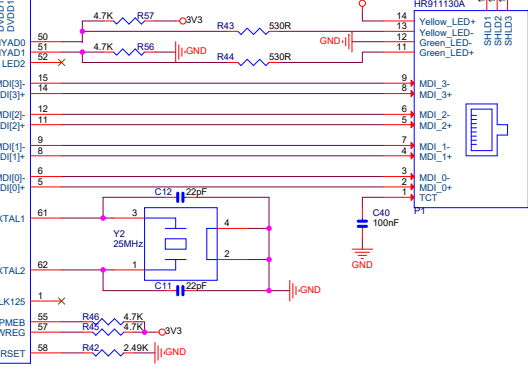 DVDD1
DVDD1
4.7K R57
3V3
R43 530R
HR911130A
14 Yellow_LED+
13 Yellow_LED-
12 Green_LED-
11 Green_LED+
SHLD1
SHLD2
SHLD3
GND
HYAD0 50
HYAD1 51
LED2 52
4.7K R56
GND
R44 530R
MDI[3]- 15
MDI[3]+ 14
9 MDI_3-
8 MDI_3+
MDI[2]- 12
MDI[2]+ 11
6 MDI_2-
5 MDI_2+
MDI[1]- 9
MDI[1]+ 8
7 MDI_1-
4 MDI_1+
MDI[0]- 6
MDI[0]+ 5
3 MDI_0-
2 MDI_0+
1 TCT
P1
C12 22pF
C40
100nF
GND
XTAL1 61
3
4
Y2
25MHz
2
1
XTAL2 62
C11 22pF
GND
LK125 1
PMEB 55
R46 4.7K
WREG 57
R45 4.7K
3V3
RSET 58
R42 2.49K
GND